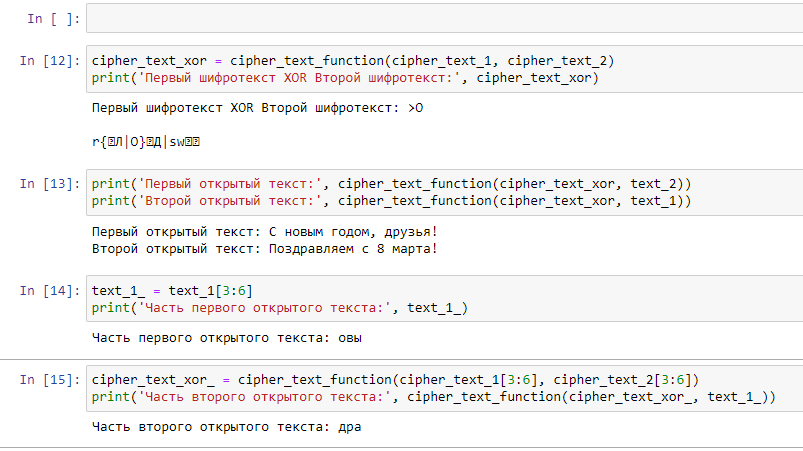 In [ ]:
In [12]: cipher_text_xor = cipher_text_function(cipher_text_1, cipher_text_2)
print('Первый шифротекст XOR Второй шифротекст:', cipher_text_xor)
Первый шифротекст XOR Второй шифротекст: >О
r{Л|О}Д|sw
In [13]: print('Первый открытый текст:', cipher_text_function(cipher_text_xor, text_2))
print('Второй открытый текст:', cipher_text_function(cipher_text_xor, text_1))
Первый открытый текст: С новым годом, друзья!
Второй открытый текст: Поздравляем с 8 марта!
In [14]: text_1_ = text_1[3:6]
print('Часть первого открытого текста:', text_1_)
Часть первого открытого текста: овы
In [15]: cipher_text_xor_ = cipher_text_function(cipher_text_1[3:6], cipher_text_2[3:6])
print('Часть второго открытого текста:', cipher_text_function(cipher_text_xor_, text_1_))
Часть второго открытого текста: дра